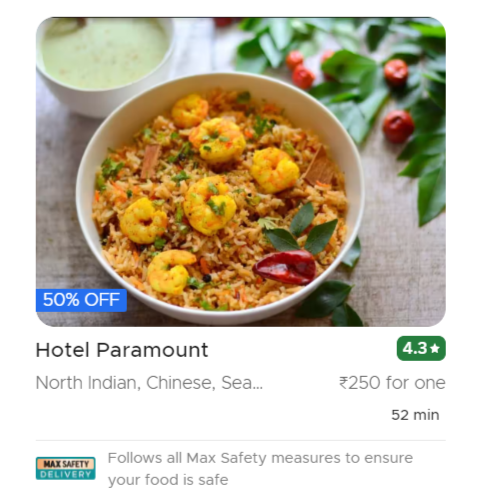 50% OFF
Hotel Paramount 4.3★
North Indian, Chinese, Sea... ₹250 for one
52 min
MAX SAFETY
DELIVERY
Follows all Max Safety measures to ensure
your food is safe